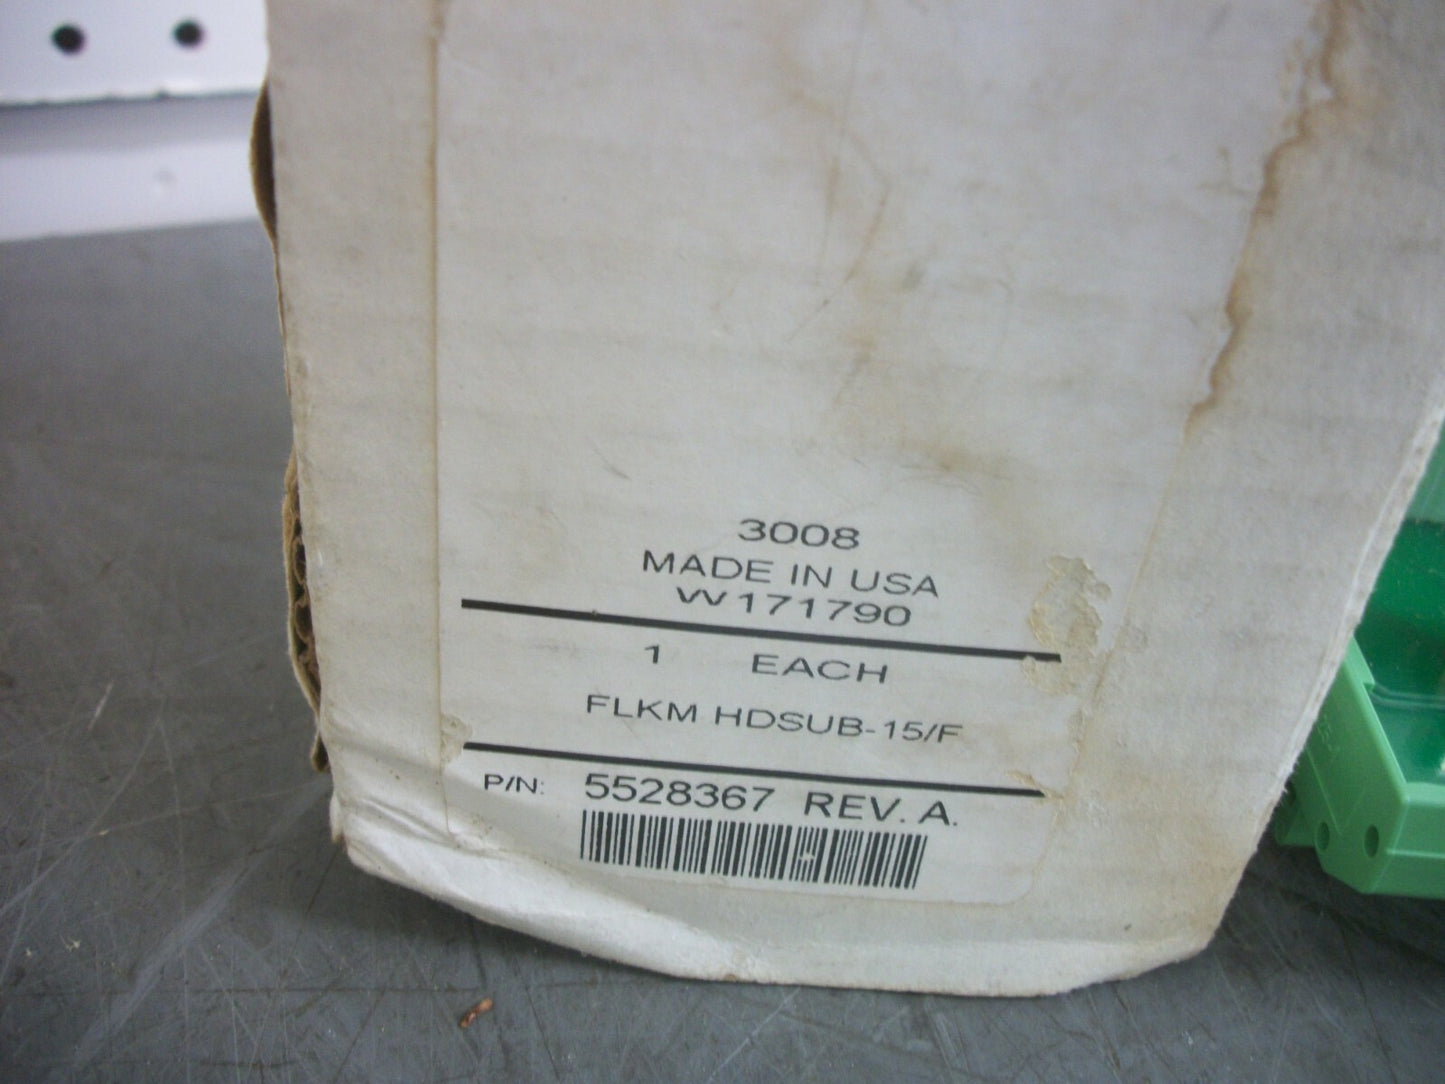 3008
MADE IN USA
W171790
1 EACH
FLKM HDSUB-15/F
P/N: 5528367 REV. A.